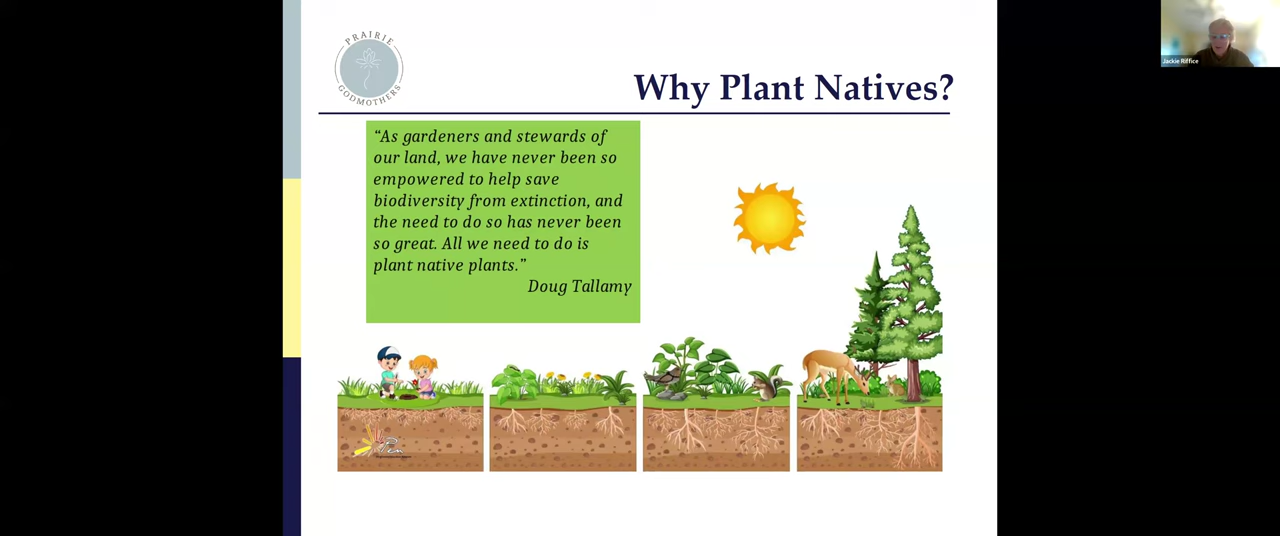 PRAIRIE
GODMOTHERS
Jackie Riffice
Why Plant Natives?
“As gardeners and stewards of
our land, we have never been so
empowered to help save
biodiversity from extinction, and
the need to do so has never been
so great. All we need to do is
plant native plants.”
Doug Tallamy